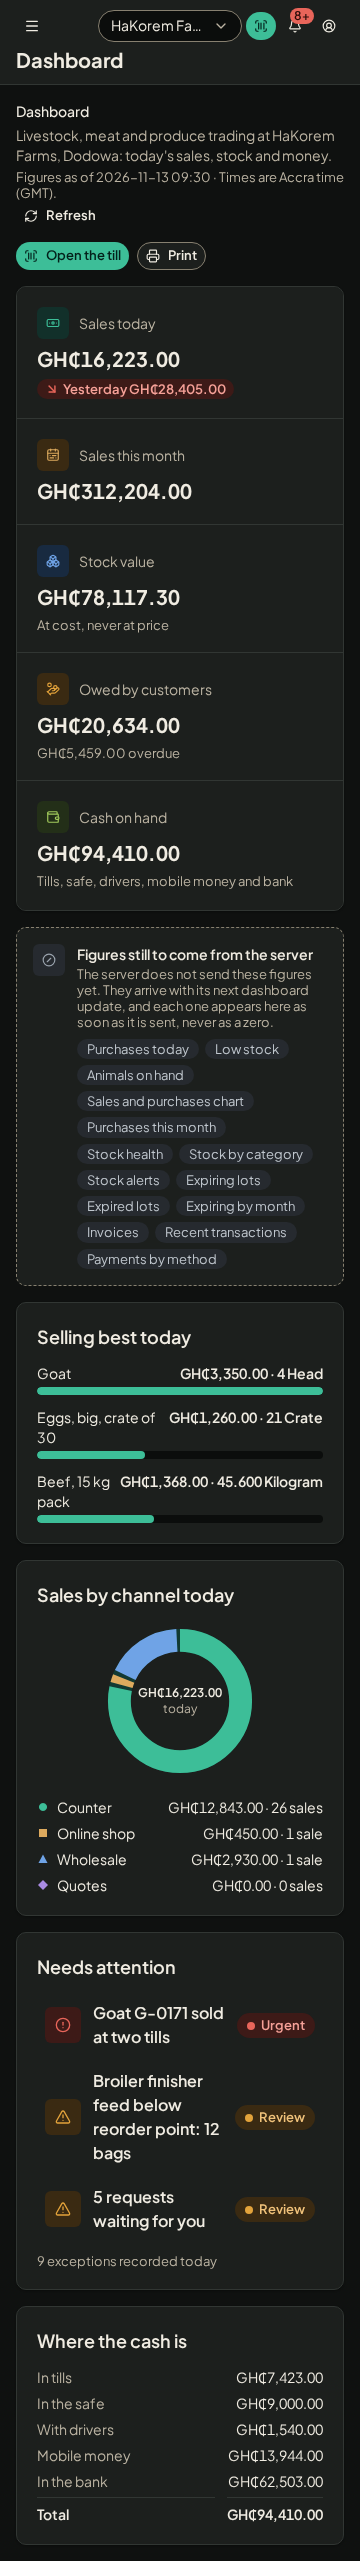 HaKorem Fa...
8+
Dashboard
Dashboard
Livestock, meat and produce trading at HaKorem
Farms, Dodowa: today's sales, stock and money.
Figures as of 2026-11-13 09:30 · Times are Accra time
(GMT).
Refresh
Open the till
Print
Sales today
GH₵16,223.00
Yesterday GH₵28,405.00
Sales this month
GH₵312,204.00
Stock value
GH₵78,117.30
At cost, never at price
Owed by customers
GH₵20,634.00
GH₵5,459.00 overdue
Cash on hand
GH₵94,410.00
Tills, safe, drivers, mobile money and bank
Figures still to come from the server
The server does not send these figures
yet. They arrive with its next dashboard
update, and each one appears here as
soon as it is sent, never as a zero.
Purchases today Low stock
Animals on hand
Sales and purchases chart
Purchases this month
Stock health Stock by category
Stock alerts Expiring lots
Expired lots Expiring by month
Invoices Recent transactions
Payments by method
Selling best today
Goat GH₵3,350.00 · 4 Head
Eggs, big, crate of GH₵1,260.00 · 21 Crate
30
Beef, 15 kg GH₵1,368.00 · 45.600 Kilogram
pack
Sales by channel today
GH₵16,223.00
today
Counter GH₵12,843.00 · 26 sales
Online shop GH₵450.00 · 1 sale
Wholesale GH₵2,930.00 · 1 sale
Quotes GH₵0.00 · 0 sales
Needs attention
Goat G-0171 sold
at two tills
Urgent
Broiler finisher
feed below
reorder point: 12
bags
Review
5 requests
waiting for you
Review
9 exceptions recorded today
Where the cash is
In tills GH₵7,423.00
In the safe GH₵9,000.00
With drivers GH₵1,540.00
Mobile money GH₵13,944.00
In the bank GH₵62,503.00
Total GH₵94,410.00